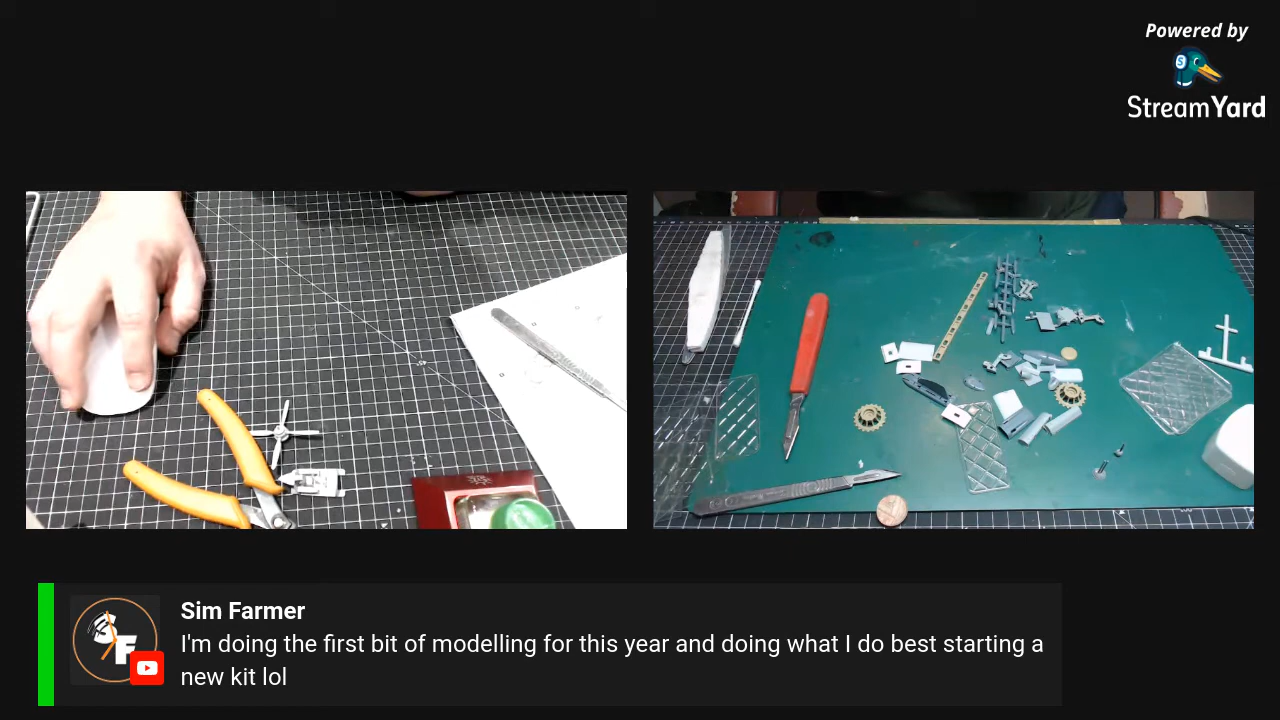 Powered by
StreamYard
Sim Farmer
I'm doing the first bit of modelling for this year and doing what I do best starting a
new kit lol